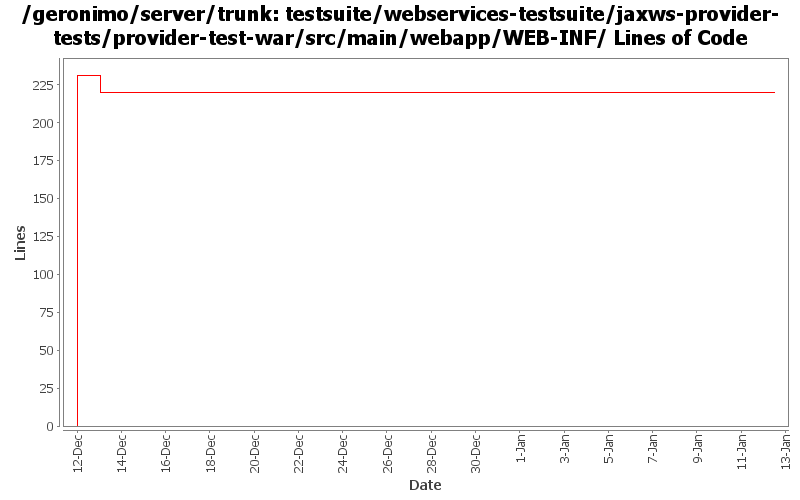 /geronimo/server/trunk: testsuite/webservices-testsuite/jaxws-provider-
tests/provider-test-war/src/main/webapp/WEB-INF/ Lines of Code
225
200
175
150
125
100
75
50
25
0
Lines
12-Dec
14-Dec
16-Dec
18-Dec
20-Dec
22-Dec
24-Dec
26-Dec
28-Dec
30-Dec
1-Jan
3-Jan
5-Jan
7-Jan
9-Jan
11-Jan
13-Jan
Date